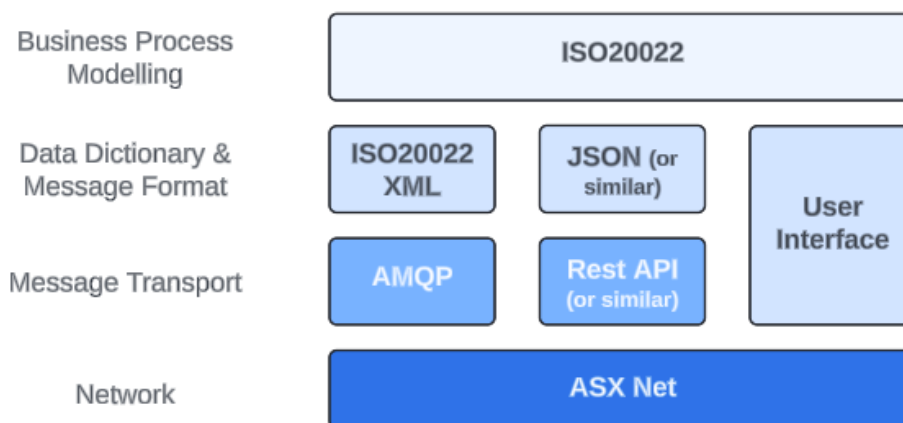 Business Process
Modelling
ISO20022
Data Dictionary &
Message Format
ISO20022
XML
JSON (or
similar)
User
Interface
Message Transport
AMQP
Rest API
(or similar)
Network
ASX Net